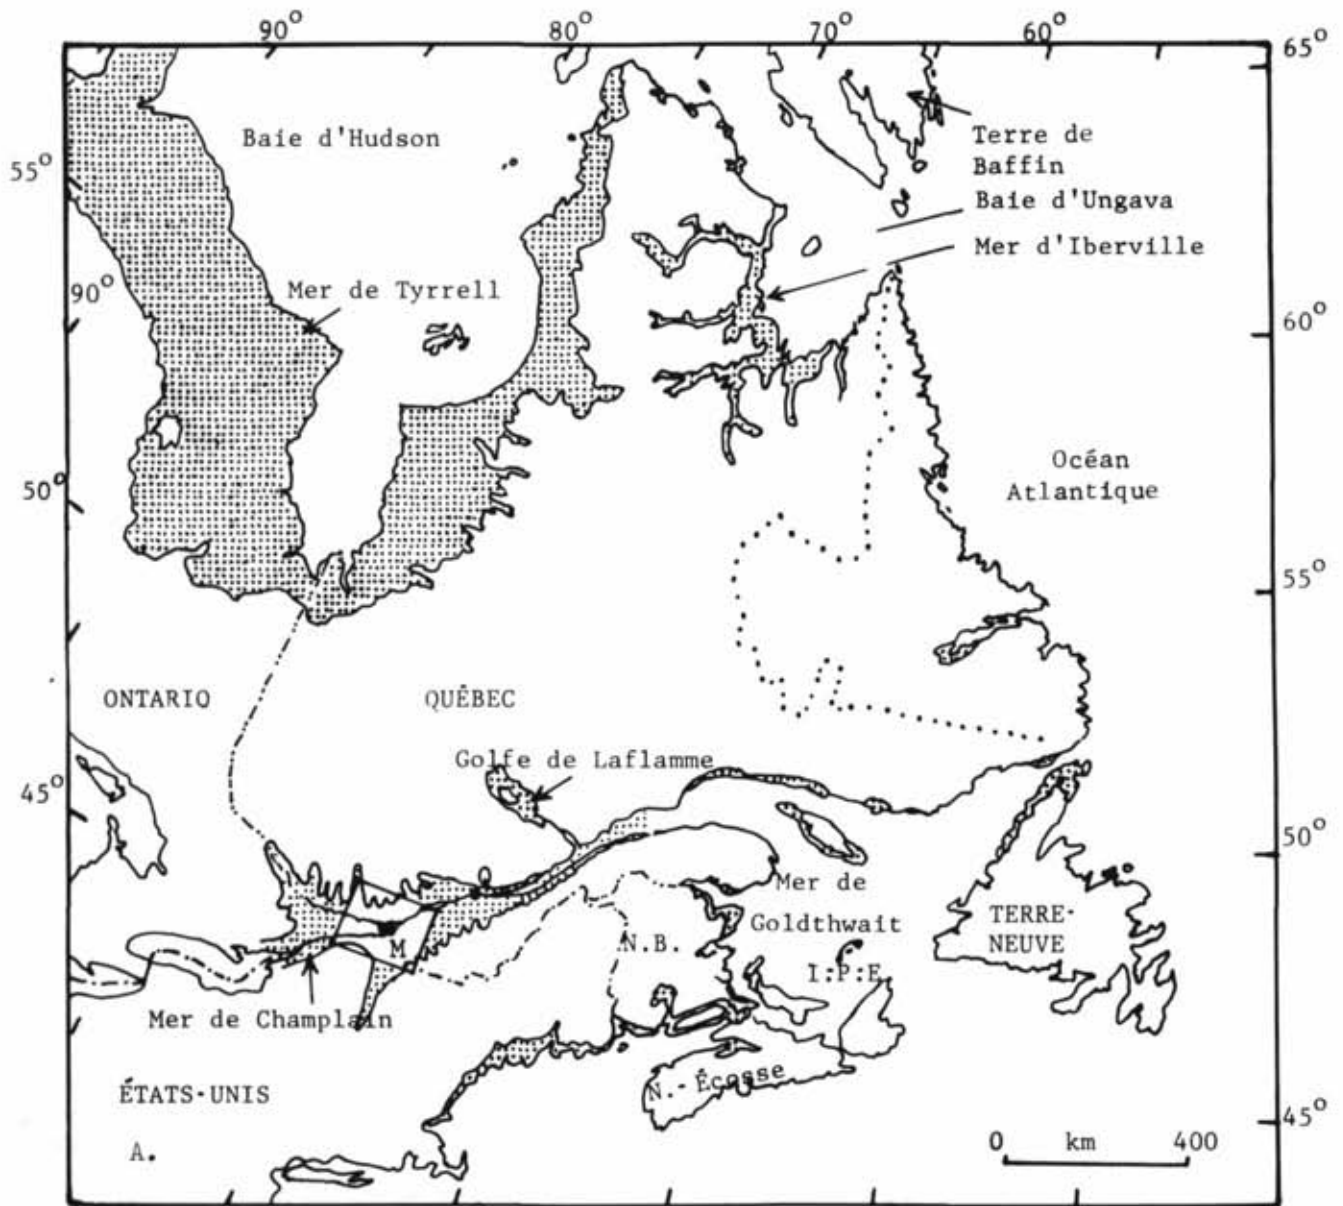 90°
80°
70°
60°
65°
Baie d'Hudson
Terre de
Baffin
55°
Baie d'Ungava
Mer d'Iberville
90°
Mer de Tyrrell
60°
Océan
Atlantique
50°
55°
ONTARIO
QUÉBEC
Golfe de Laflamme
45°
50°
Mer de
Goldthwait
TERRE-
NEUVE
N.B.
M
I.P.E.
Mer de Champlain
N.-Écosse
ÉTATS-UNIS
45°
A.
0 km 400